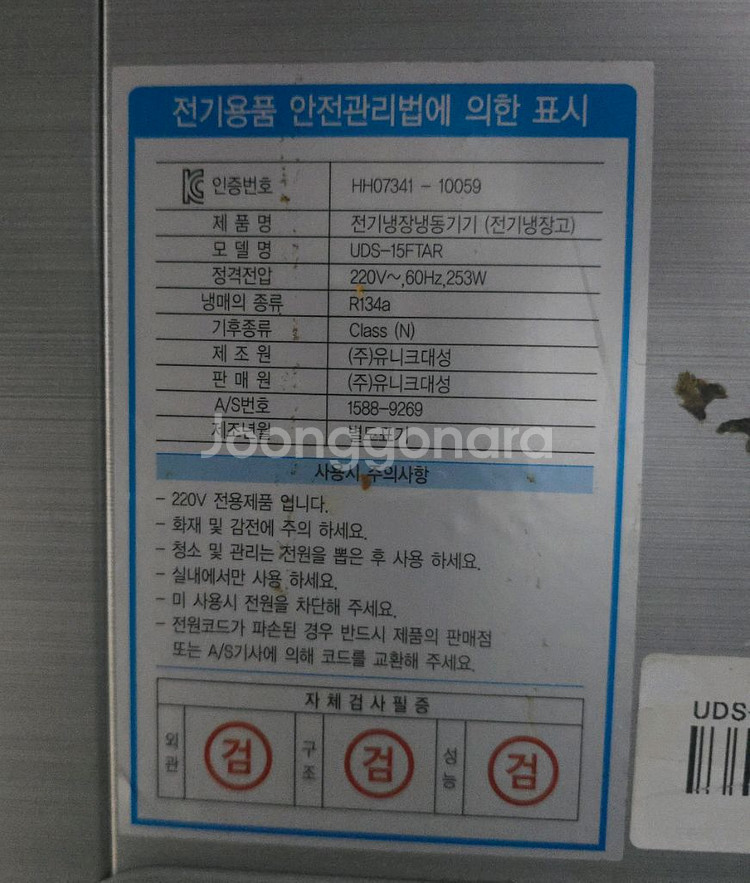 전기용품 안전관리법에 의한 표시
인증번호 HH07341 - 10059
제 품 명 전기냉장냉동기기 (전기냉장고)
모 델 명 UDS-15FTAR
정격전압 220V~,60Hz,253W
냉매의 종류 R134a
기후종류 Class (N)
제 조 원 (주)유니크대성
판 매 원 (주)유니크대성
A/S번호 1588-9269
제조년월 별도표기
Joonggonara
사용시 주의사항
- 220V 전용제품 입니다.
- 화재 및 감전에 주의 하세요.
- 청소 및 관리는 전원을 뽑은 후 사용 하세요.
- 실내에서만 사용 하세요.
- 미 사용시 전원을 차단해 주세요.
- 전원코드가 파손된 경우 반드시 제품의 판매점
또는 A/S기사에 의해 코드를 교환해 주세요.
자체검사필증
외관 검 구조 검 성능 검
UDS-